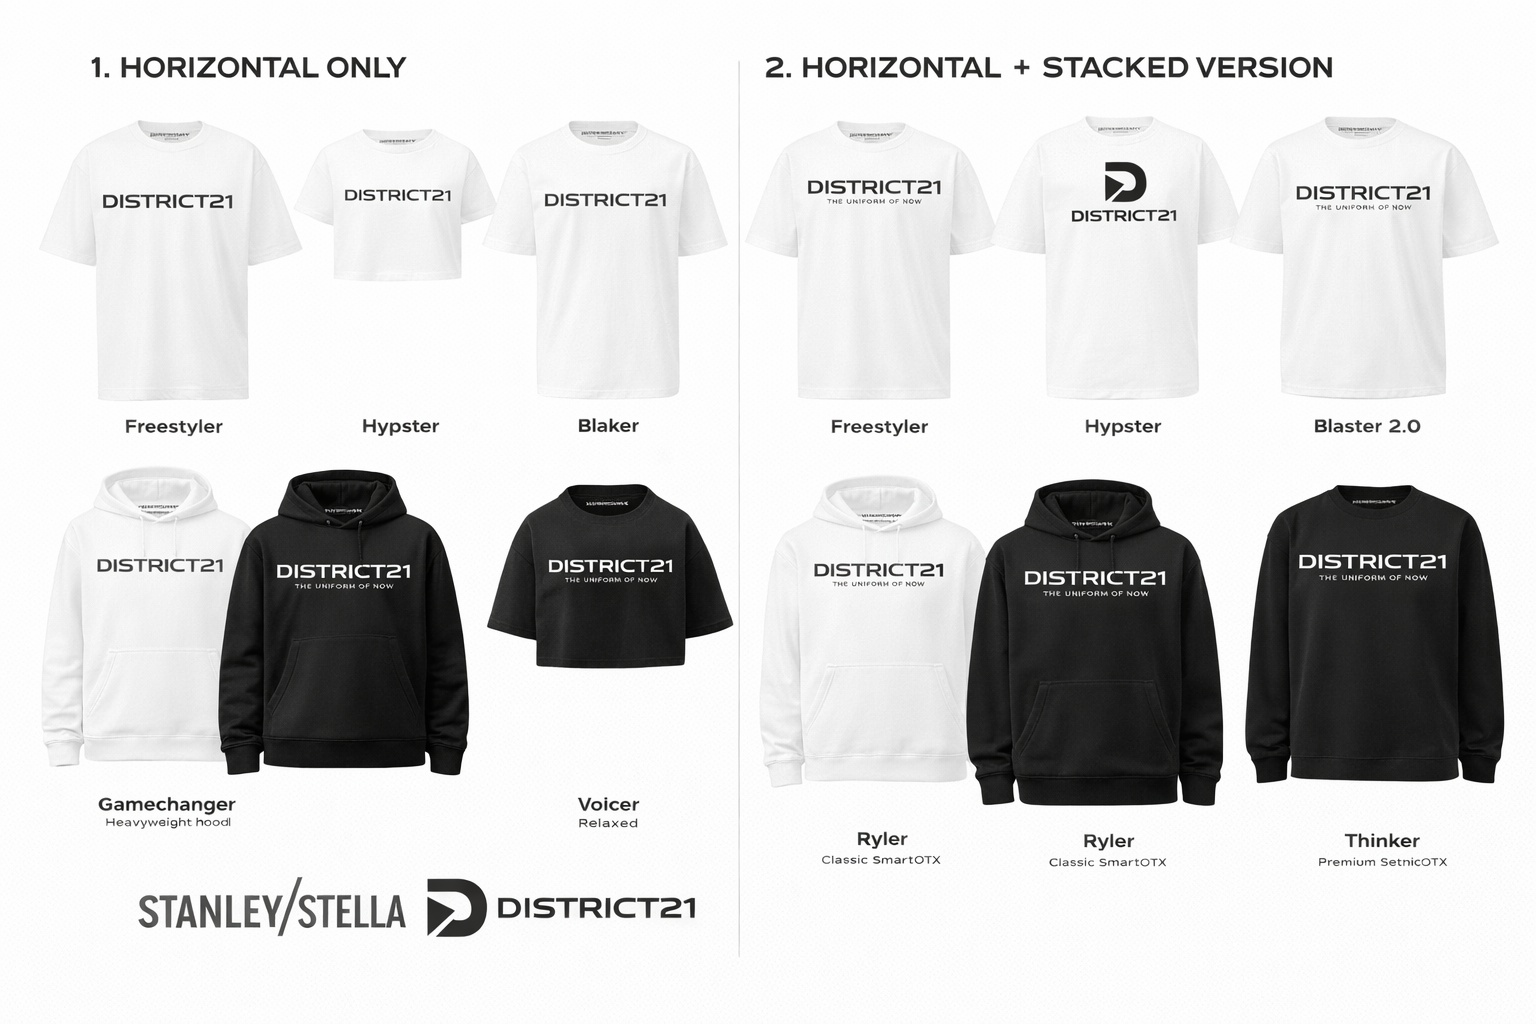 1. HORIZONTAL ONLY
DISTRICT21
DISTRICT21
DISTRICT21
Freestyler
Hypster
Blaker
DISTRICT21
DISTRICT21
THE UNIFORM OF NOW
DISTRICT21
THE UNIFORM OF NOW
Gamechanger
Heavyweight hoodl
Voicer
Relaxed
STANLEY/STELLA
DISTRICT21
2. HORIZONTAL + STACKED VERSION
DISTRICT21
THE UNIFORM OF NOW
DISTRICT21
DISTRICT21
THE UNIFORM OF NOW
Freestyler
Hypster
Blaster 2.0
DISTRICT21
THE UNIFORM OF NOW
DISTRICT21
THE UNIFORM OF NOW
DISTRICT21
THE UNIFORM OF NOW
Ryler
Classic SmartOTX
Ryler
Classic SmartOTX
Thinker
Premium SetnicOTX